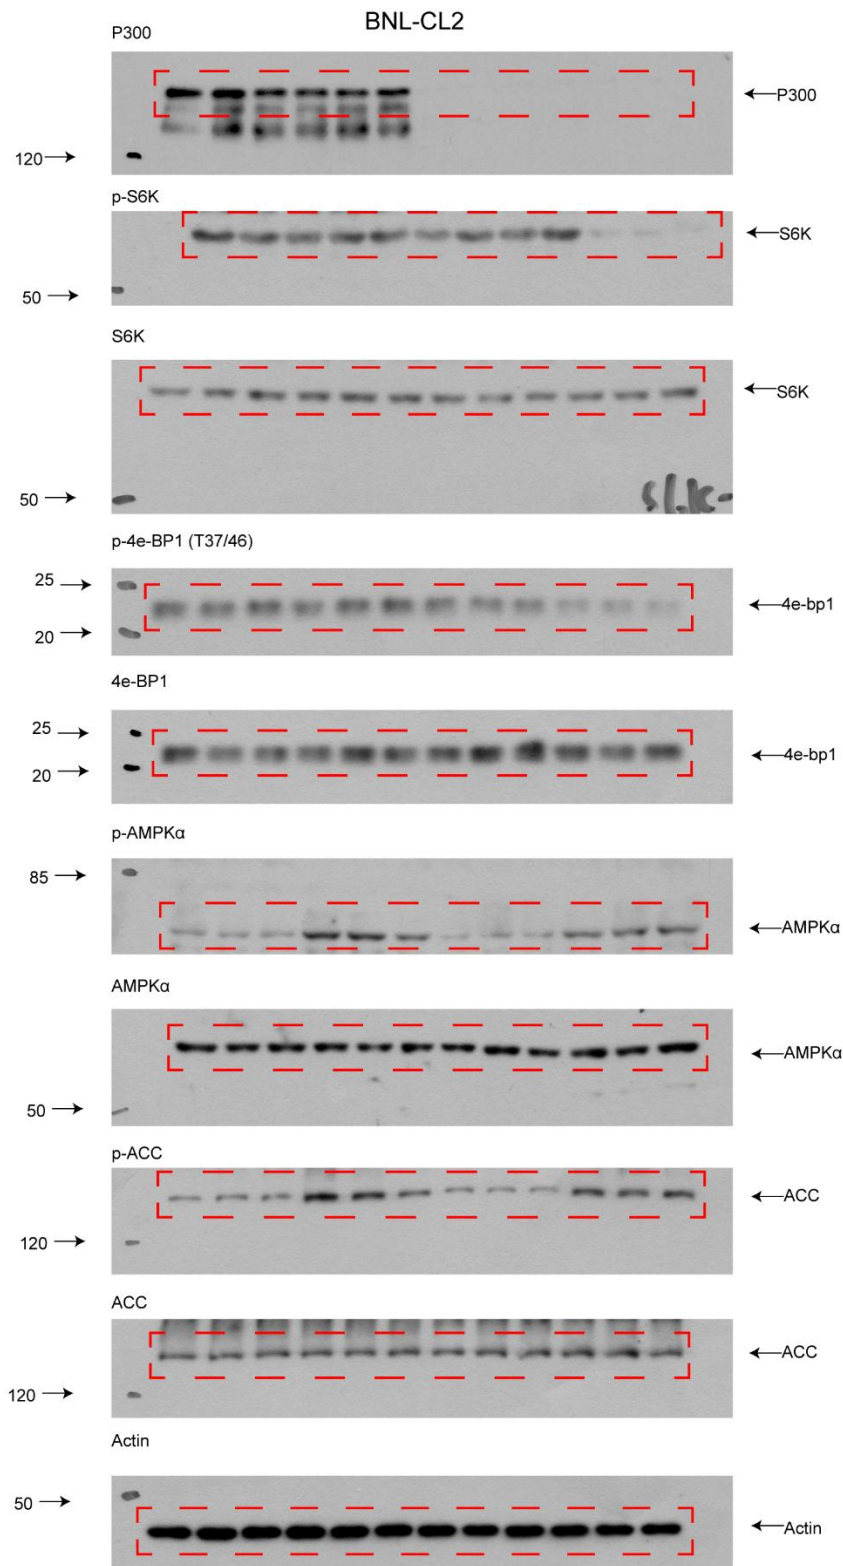 BNL-CL2
P300
P300
120
p-S6K
S6K
50
S6K
S6K
50
p-4e-BP1 (T37/46)
25
4e-bp1
20
4e-BP1
25
4e-bp1
20
p-AMPKα
85
AMPKα
AMPKα
AMPKα
50
p-ACC
ACC
120
ACC
ACC
120
Actin
50
Actin